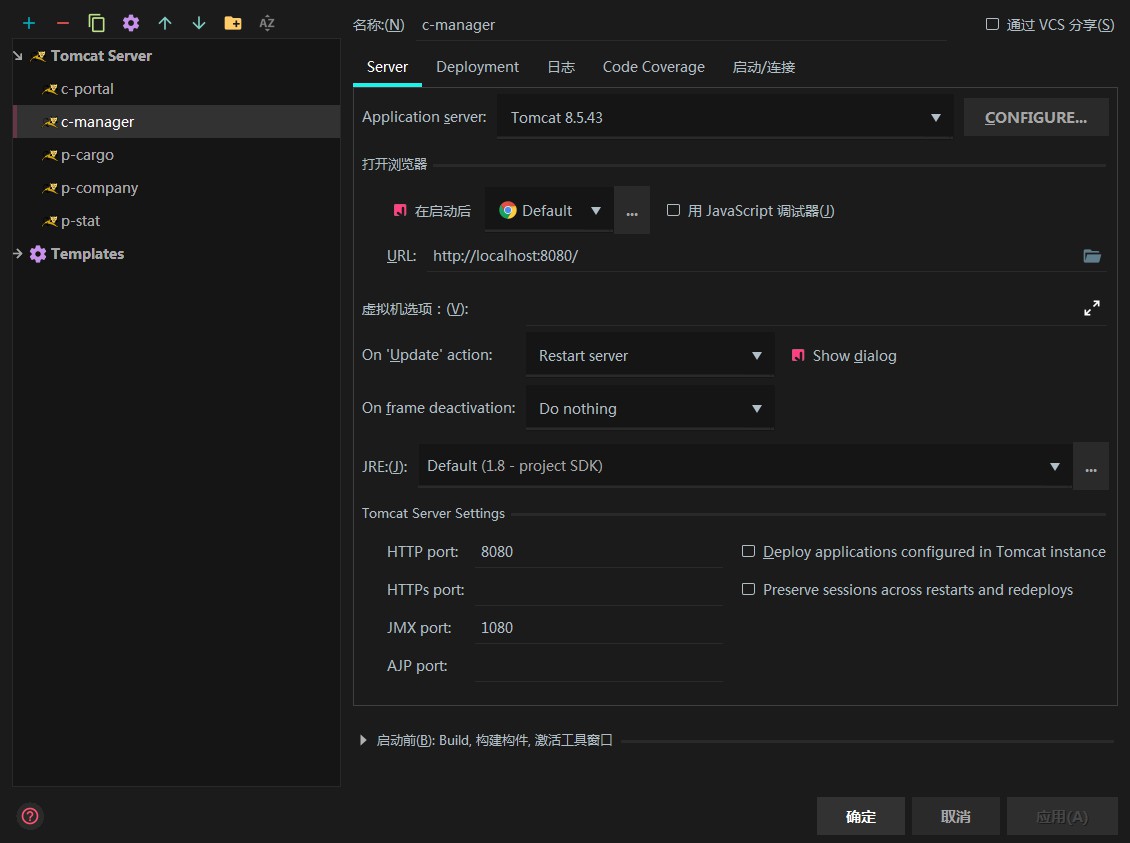 名称:(N) c-manager 通过 VCS 分享(S)
Tomcat Server
c-portal
c-manager
p-cargo
p-company
p-stat
Templates
Server Deployment 日志 Code Coverage 启动/连接
Application server: Tomcat 8.5.43 CONFIGURE...
打开浏览器
在启动后 Default ... 用 JavaScript 调试器(J)
URL: http://localhost:8080/
虚拟机选项：(V):
On 'Update' action: Restart server Show dialog
On frame deactivation: Do nothing
JRE:(J): Default (1.8 - project SDK) ...
Tomcat Server Settings
HTTP port: 8080 Deploy applications configured in Tomcat instance
HTTPs port: Preserve sessions across restarts and redeploys
JMX port: 1080
AJP port:
启动前(B): Build, 构建构件, 激活工具窗口
? 确定 取消 应用(A)